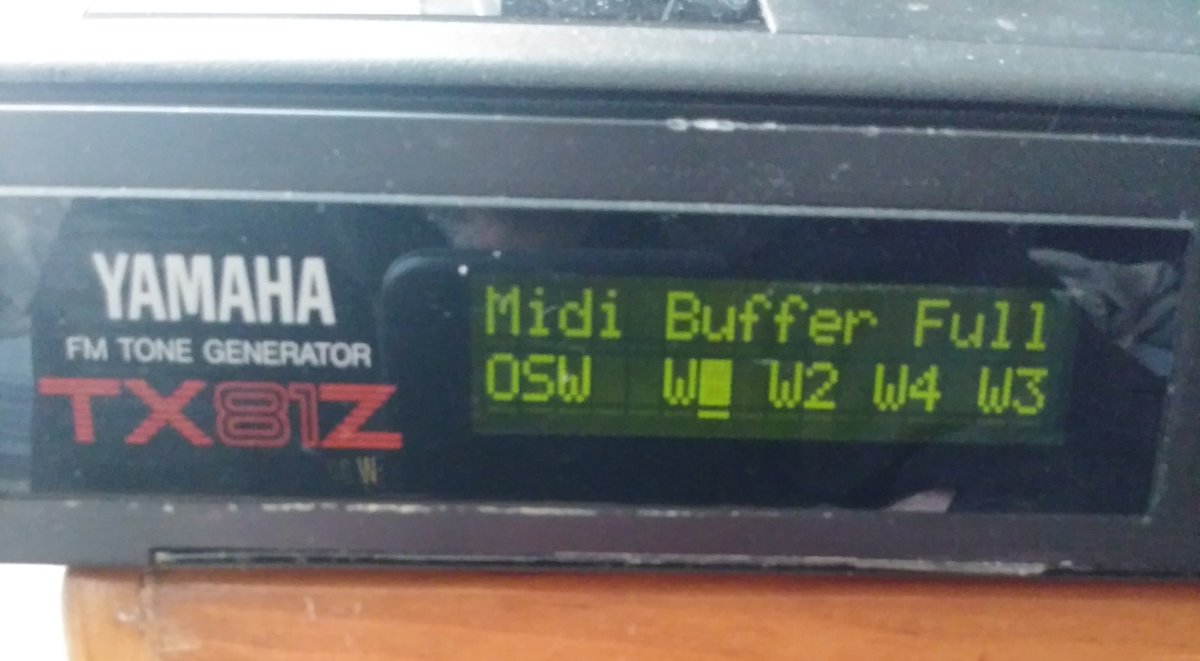 YAMAHA
FM TONE GENERATOR
TX81Z
Midi Buffer Full
OSW W W2 W4 W3